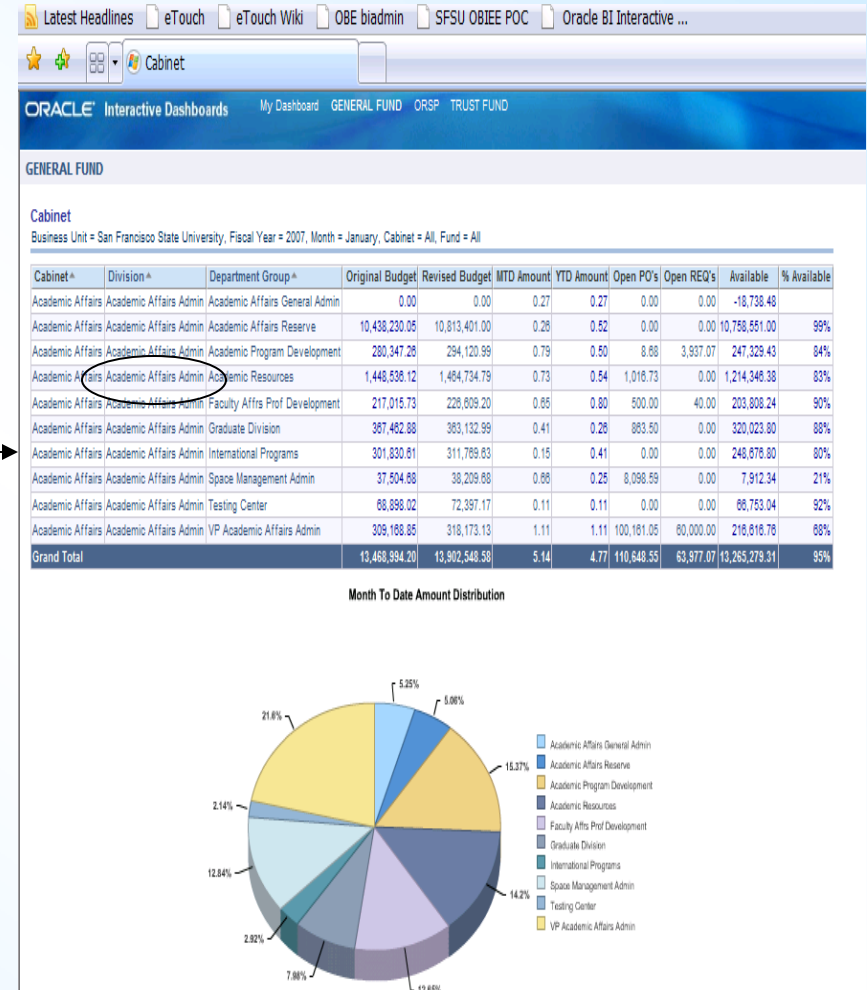 Latest Headlines eTouch eTouch Wiki OBE biadmin SFSU OBIEE POC Oracle BI Interactive ...
Cabinet
ORACLE Interactive Dashboards My Dashboard GENERAL FUND ORSP TRUST FUND
GENERAL FUND
Cabinet
Business Unit = San Francisco State University, Fiscal Year = 2007, Month = January, Cabinet = All, Fund = All
Cabinet Division Department Group Original Budget Revised Budget MTD Amount YTD Amount Open PO's Open REQ's Available % Available
Academic Affairs Academic Affairs Admin Academic Affairs General Admin 0.00 0.00 0.27 0.27 0.00 0.00 -18,738.48
Academic Affairs Academic Affairs Admin Academic Affairs Reserve 10,438,230.05 10,813,401.00 0.26 0.52 0.00 0.00 10,758,551.00 99%
Academic Affairs Academic Affairs Admin Academic Program Development 280,347.26 294,120.99 0.79 0.50 8.68 3,937.07 247,329.43 84%
Academic Affairs Academic Affairs Admin Academic Resources 1,448,536.12 1,464,734.79 0.73 0.54 1,016.73 0.00 1,214,346.38 83%
Academic Affairs Academic Affairs Admin Faculty Affrs Prof Development 217,015.73 226,609.20 0.65 0.80 500.00 40.00 203,808.24 90%
Academic Affairs Academic Affairs Admin Graduate Division 367,462.88 363,132.99 0.41 0.26 863.50 0.00 320,023.80 88%
Academic Affairs Academic Affairs Admin International Programs 301,830.61 311,769.63 0.15 0.41 0.00 0.00 248,676.80 80%
Academic Affairs Academic Affairs Admin Space Management Admin 37,504.68 38,209.68 0.66 0.25 8,098.59 0.00 7,912.34 21%
Academic Affairs Academic Affairs Admin Testing Center 68,898.02 72,397.17 0.11 0.11 0.00 0.00 66,753.04 92%
Academic Affairs Academic Affairs Admin VP Academic Affairs Admin 309,168.85 318,173.13 1.11 1.11 100,161.05 60,000.00 216,616.76 68%
Grand Total 13,468,994.20 13,902,548.58 5.14 4.77 110,648.55 63,977.07 13,265,279.31 95%
Month To Date Amount Distribution
5.25%
5.06%
21.6%
15.37%
2.14%
12.84%
14.2%
2.92%
7.98%
Academic Affairs General Admin
Academic Affairs Reserve
Academic Program Development
Academic Resources
Faculty Affrs Prof Development
Graduate Division
International Programs
Space Management Admin
Testing Center
VP Academic Affairs Admin